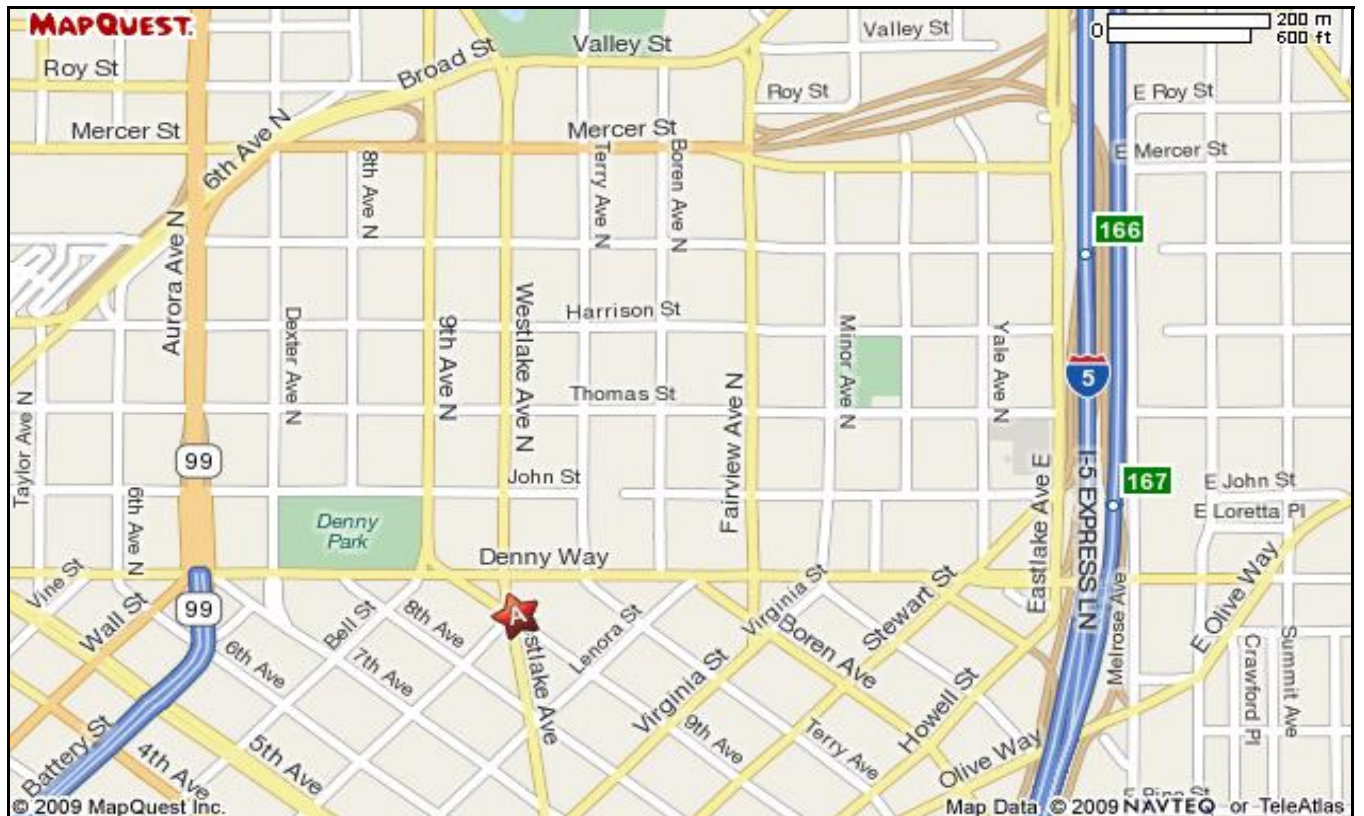 MAPQUEST.
Valley St
Valley St
0
200 m
600 ft
Roy St
Broad St
Roy St
E Roy St
Mercer St
6th Ave N
8th Ave N
Mercer St
Terry Ave N
Boren Ave N
E Mercer St
166
Aurora Ave N
Dexter Ave N
9th Ave N
Westlake Ave N
Harrison St
Minor Ave N
Yale Ave N
5
Thomas St
Fairview Ave N
Taylor Ave N
99
6th Ave N
John St
Eastlake Ave E
I-5 EXPRESS LN
167
E John St
E Loretta Pl
Denny
Park
Denny Way
Vine St
Wall St
99
Bell St
8th Ave
A
stlake Ave
Lenora St
Virginia St
Stewart St
Melrose Ave
E Olive Way
6th Ave
7th Ave
Virginia St
Boren Ave
Howell St
Crawford Pl
Summit Ave
Battery St
4th Ave
5th Ave
9th Ave
Terry Ave
Olive Way
© 2009 MapQuest Inc.
Map Data © 2009 NAVTEQ or TeleAtlas